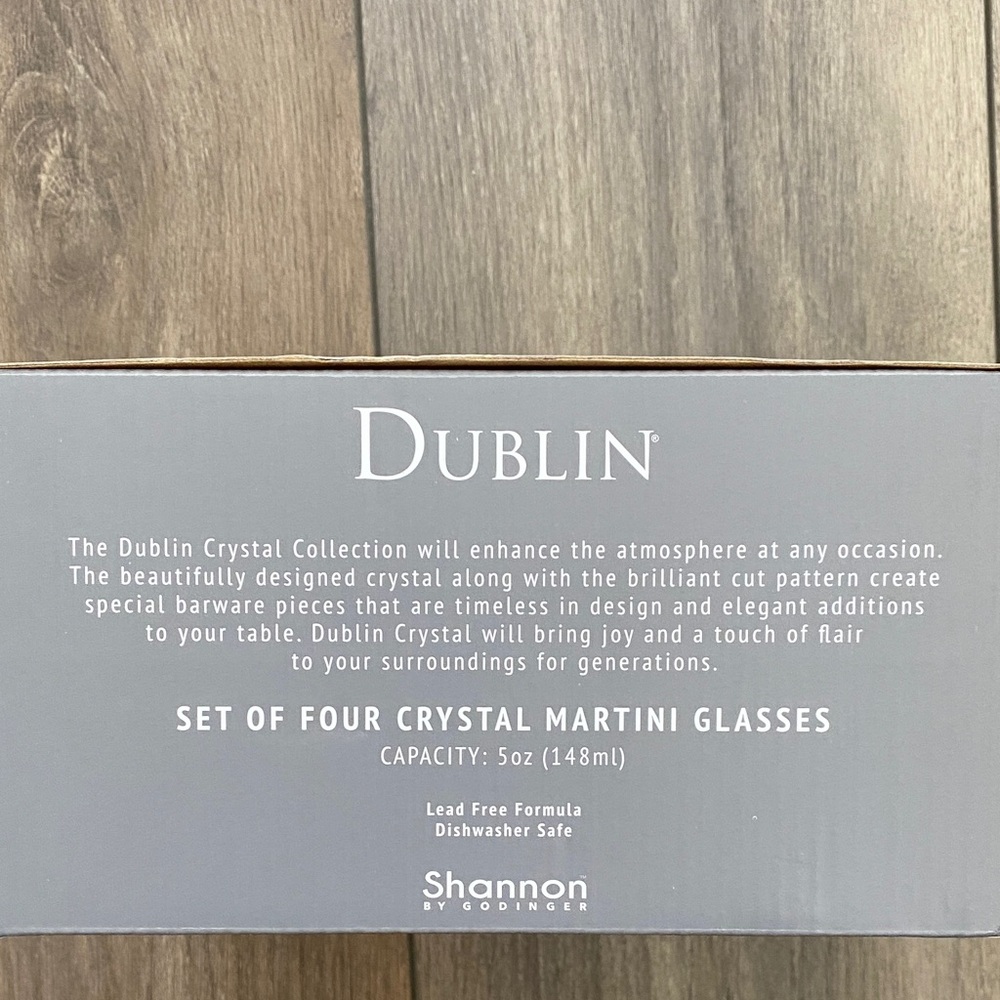 DUBLIN®
The Dublin Crystal Collection will enhance the atmosphere at any occasion.
The beautifully designed crystal along with the brilliant cut pattern create
special barware pieces that are timeless in design and elegant additions
to your table. Dublin Crystal will bring joy and a touch of flair
to your surroundings for generations.
SET OF FOUR CRYSTAL MARTINI GLASSES
CAPACITY: 5oz (148ml)
Lead Free Formula
Dishwasher Safe
Shannon™
BY GODINGER